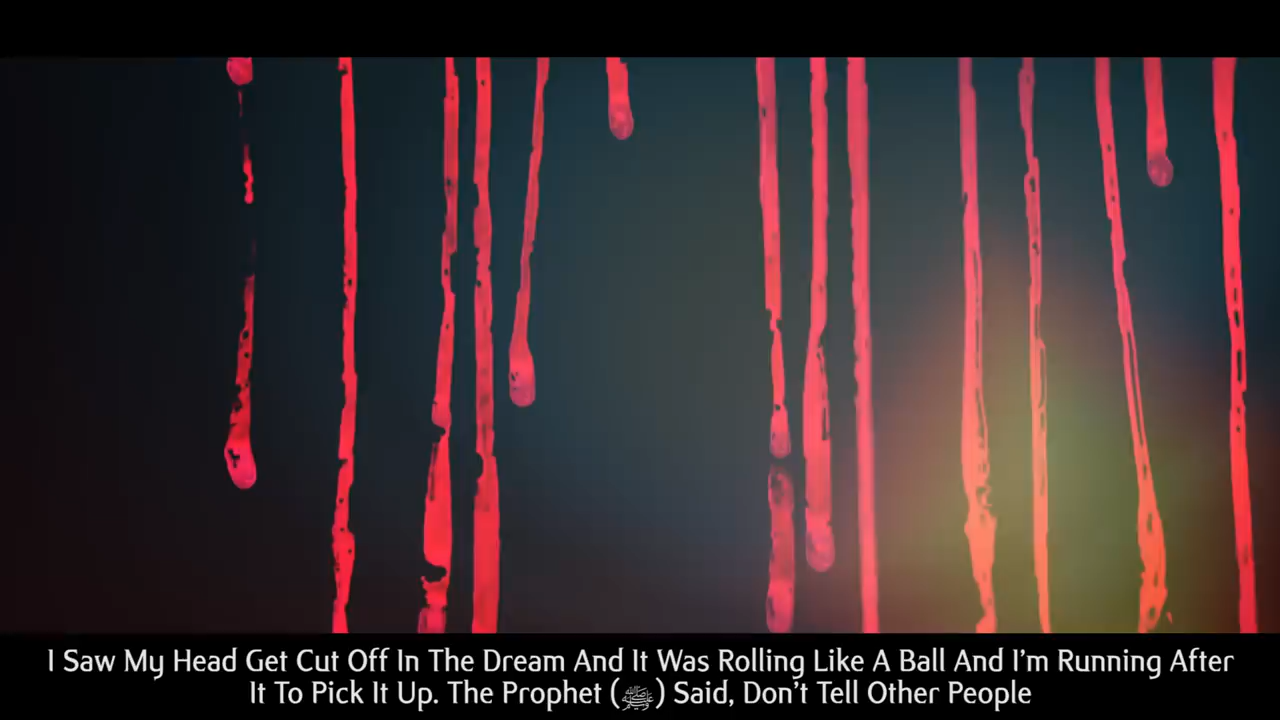 I Saw My Head Get Cut Off In The Dream And It Was Rolling Like A Ball And I'm Running After
It To Pick It Up. The Prophet (ﷺ) Said, Don't Tell Other People